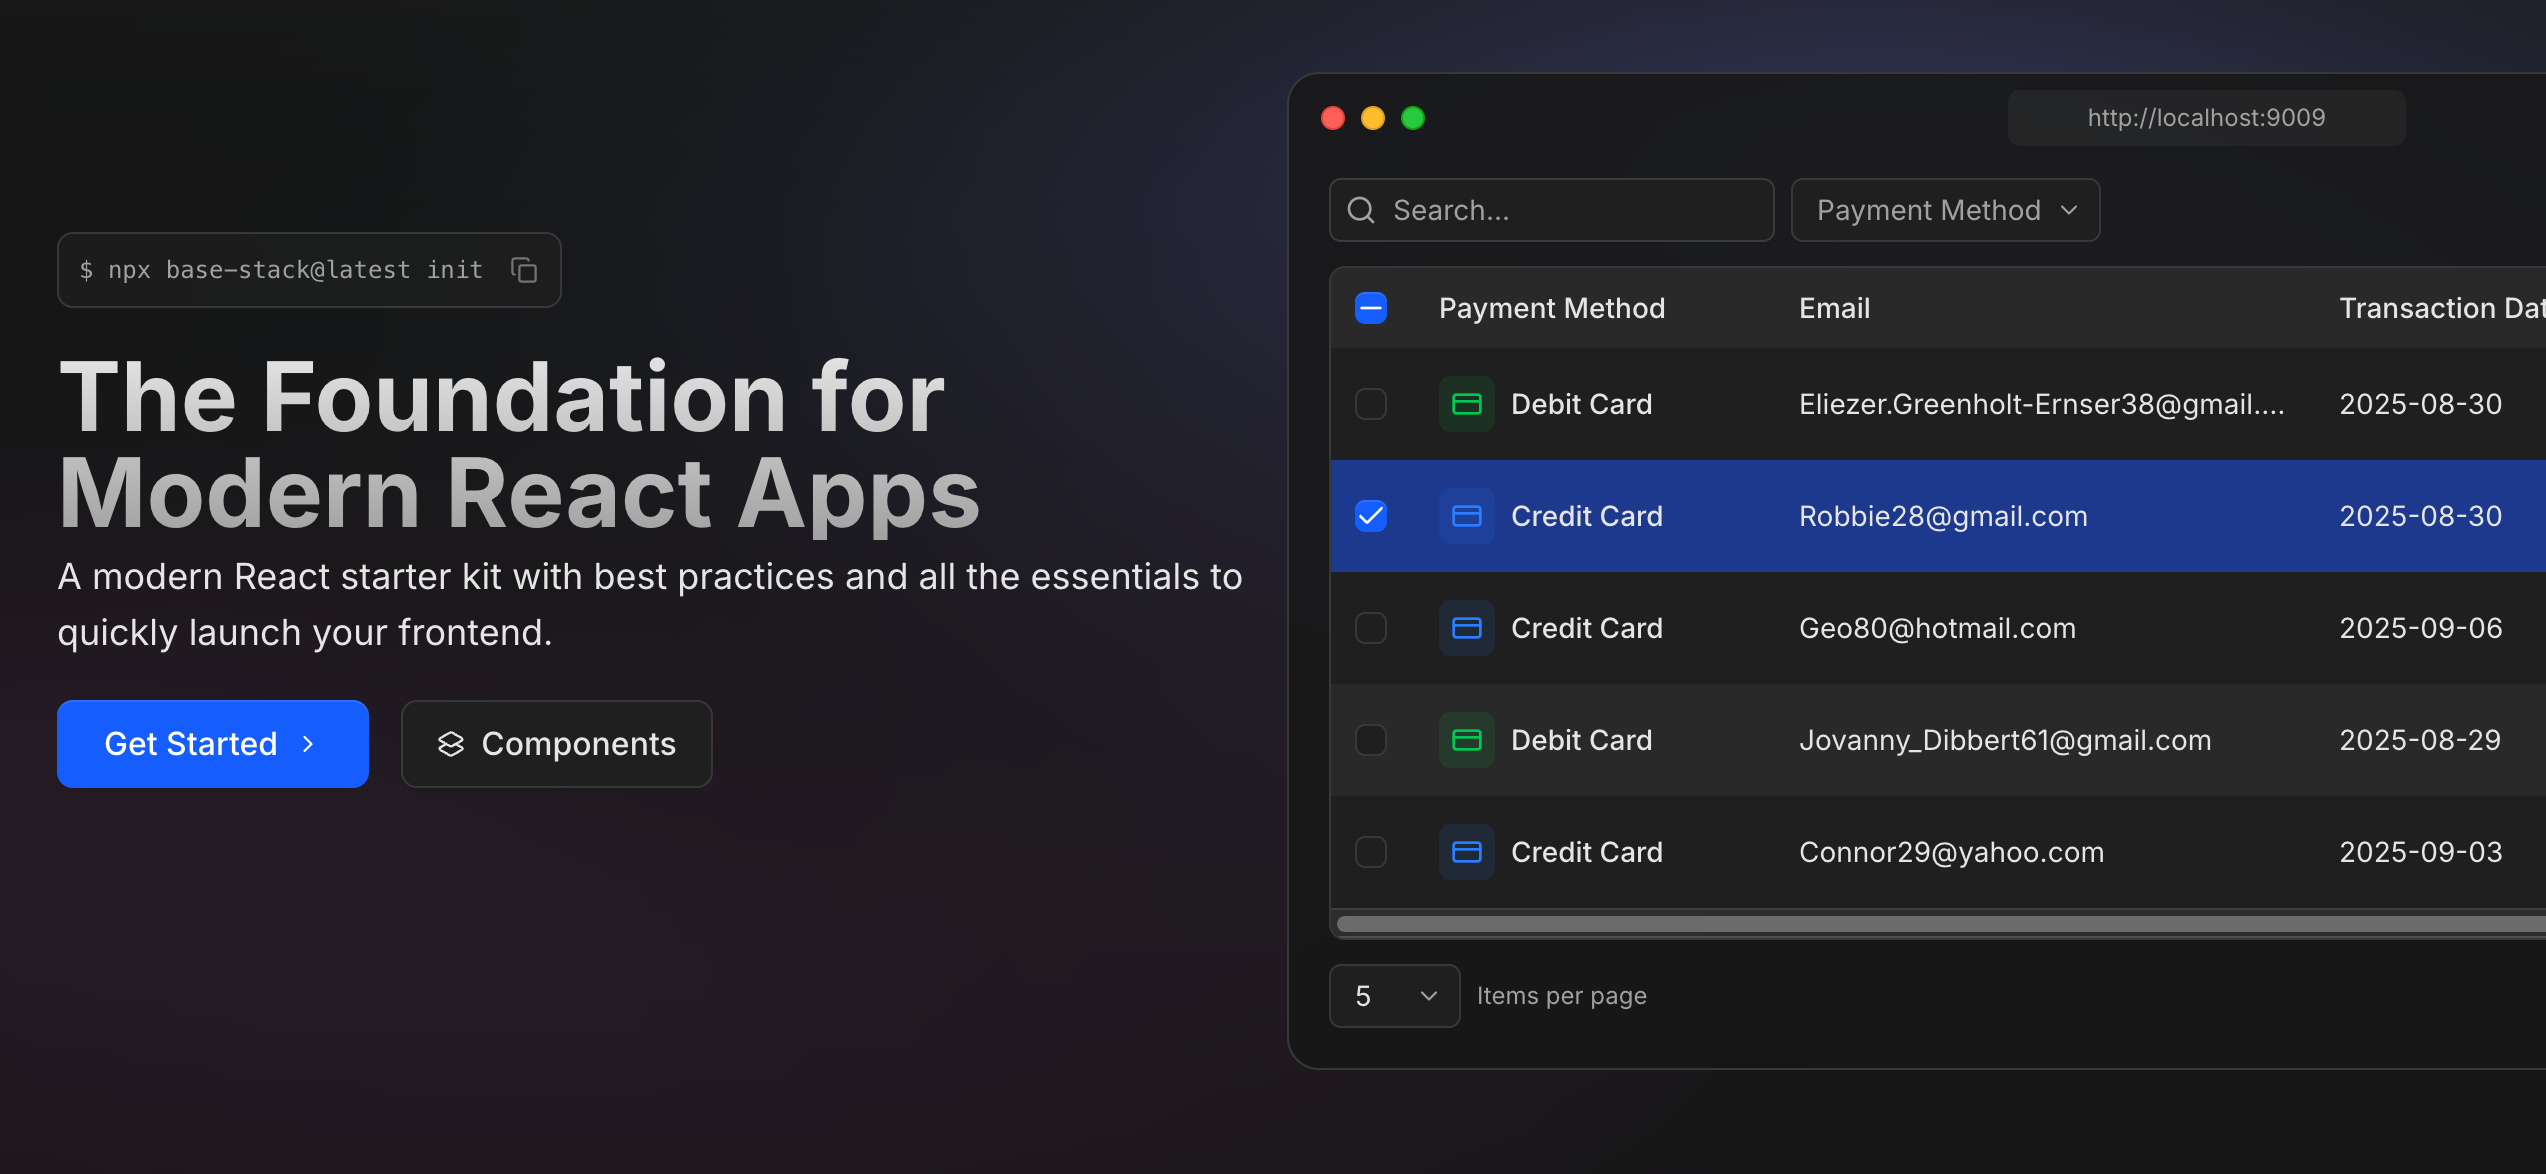 $ npx base-stack@latest init
The Foundation for
Modern React Apps
A modern React starter kit with best practices and all the essentials to
quickly launch your frontend.
Get Started
Components
http://localhost:9009
Search...
Payment Method
Payment Method Email Transaction Dat
Debit Card Eliezer.Greenholt-Ernser38@gmail.... 2025-08-30
Credit Card Robbie28@gmail.com 2025-08-30
Credit Card Geo80@hotmail.com 2025-09-06
Debit Card Jovanny_Dibbert61@gmail.com 2025-08-29
Credit Card Connor29@yahoo.com 2025-09-03
5 Items per page